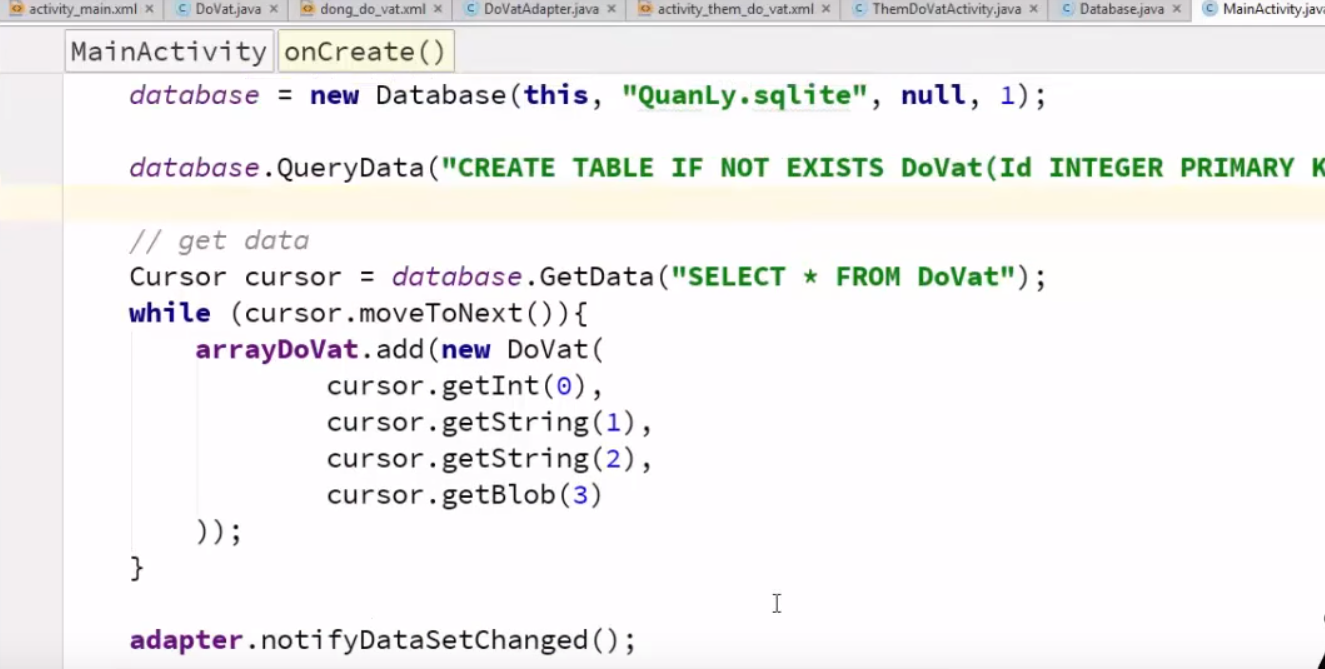 activity_main.xml × DoVat.java × dong_do_vat.xml × DoVatAdapter.java × activity_them_do_vat.xml × ThemDoVatActivity.java × Database.java × MainActivity.java
MainActivity onCreate()
database = new Database(this, "QuanLy.sqlite", null, 1);
database.QueryData("CREATE TABLE IF NOT EXISTS DoVat(Id INTEGER PRIMARY K
// get data
Cursor cursor = database.GetData("SELECT * FROM DoVat");
while (cursor.moveToNext()){
arrayDoVat.add(new DoVat(
cursor.getInt(0),
cursor.getString(1),
cursor.getString(2),
cursor.getBlob(3)
));
}
adapter.notifyDataSetChanged();